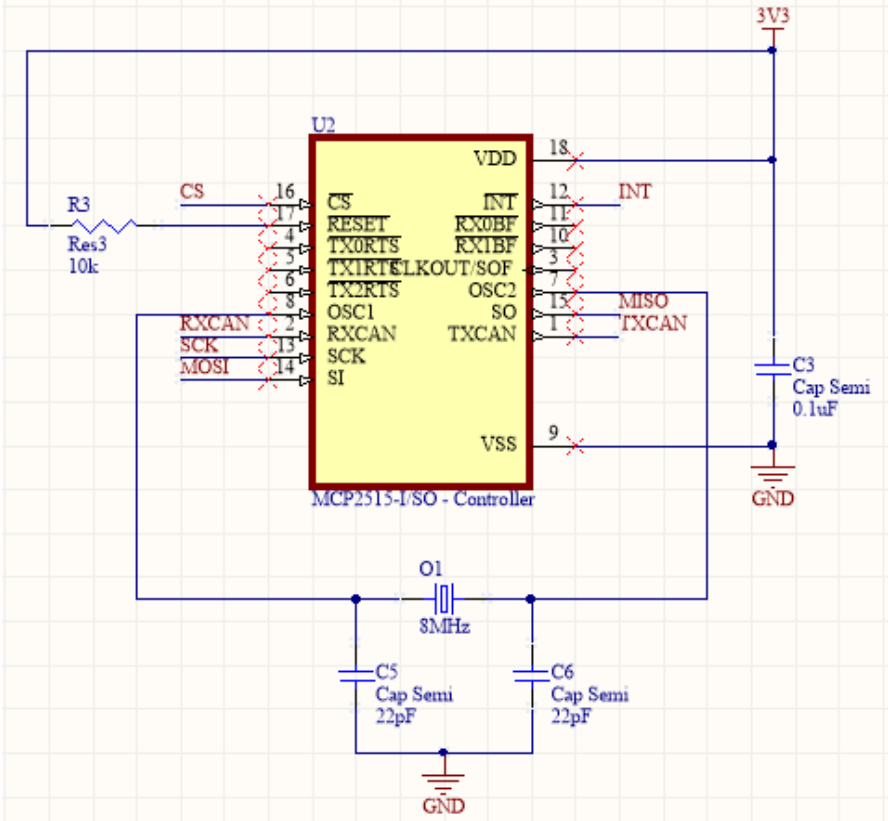 3V3
U2
VDD
18
CS
16
CS
INT
12
INT
R3
17
RESET
RX0BF
11
Res3
10k
4
TX0RTS
RX1BF
10
5
TX1RTS
CLKOUT/SOF
3
6
TX2RTS
OSC2
7
8
OSC1
SO
15
MISO
RXCAN
2
RXCAN
TXCAN
1
TXCAN
SCK
13
SCK
MOSI
14
SI
C3
Cap Semi
0.1uF
VSS
9
GND
MCP2515-I/SO - Controller
O1
8MHz
C5
Cap Semi
22pF
C6
Cap Semi
22pF
GND